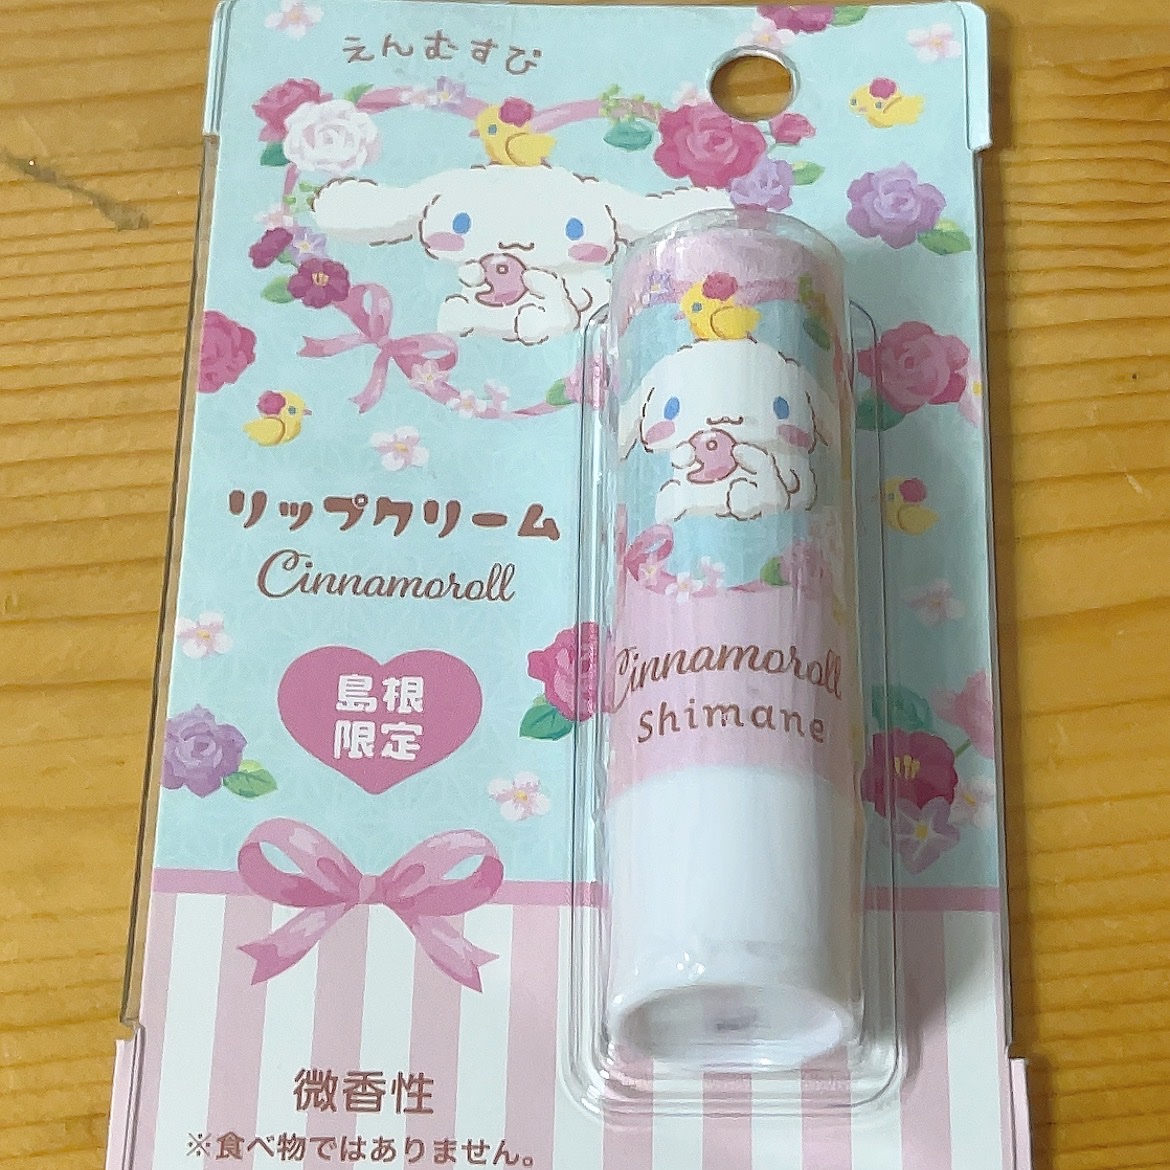 えんむすび
リップクリーム
Cinnamoroll
島根
限定
Cinnamoroll
Shimane
微香性
※食べ物ではありません。